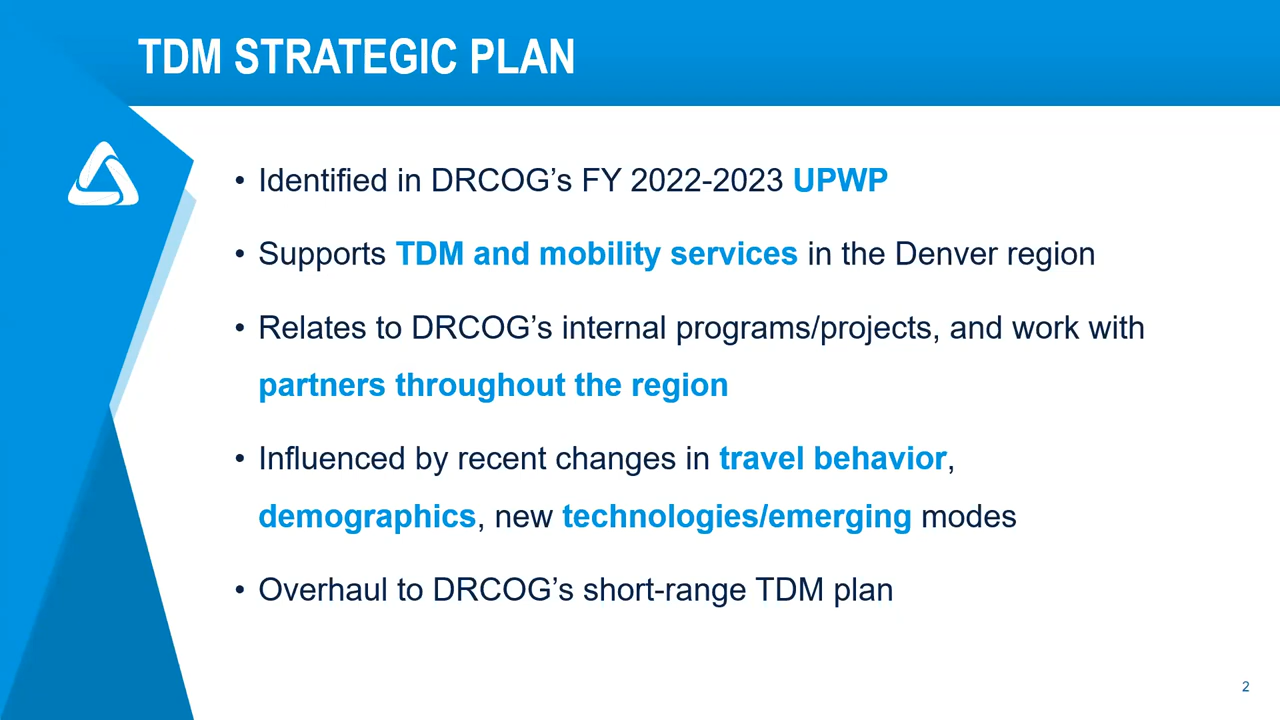 TDM STRATEGIC PLAN
• Identified in DRCOG’s FY 2022-2023 UPWP
• Supports TDM and mobility services in the Denver region
• Relates to DRCOG’s internal programs/projects, and work with
partners throughout the region
• Influenced by recent changes in travel behavior,
demographics, new technologies/emerging modes
• Overhaul to DRCOG’s short-range TDM plan
2